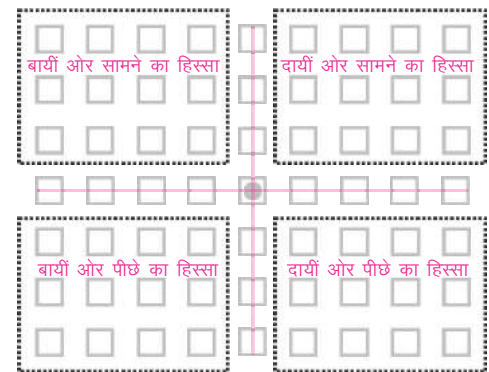 बायीं ओर सामने का हिस्सा
दायीं ओर सामने का हिस्सा
बायीं ओर पीछे का हिस्सा
दायीं ओर पीछे का हिस्सा